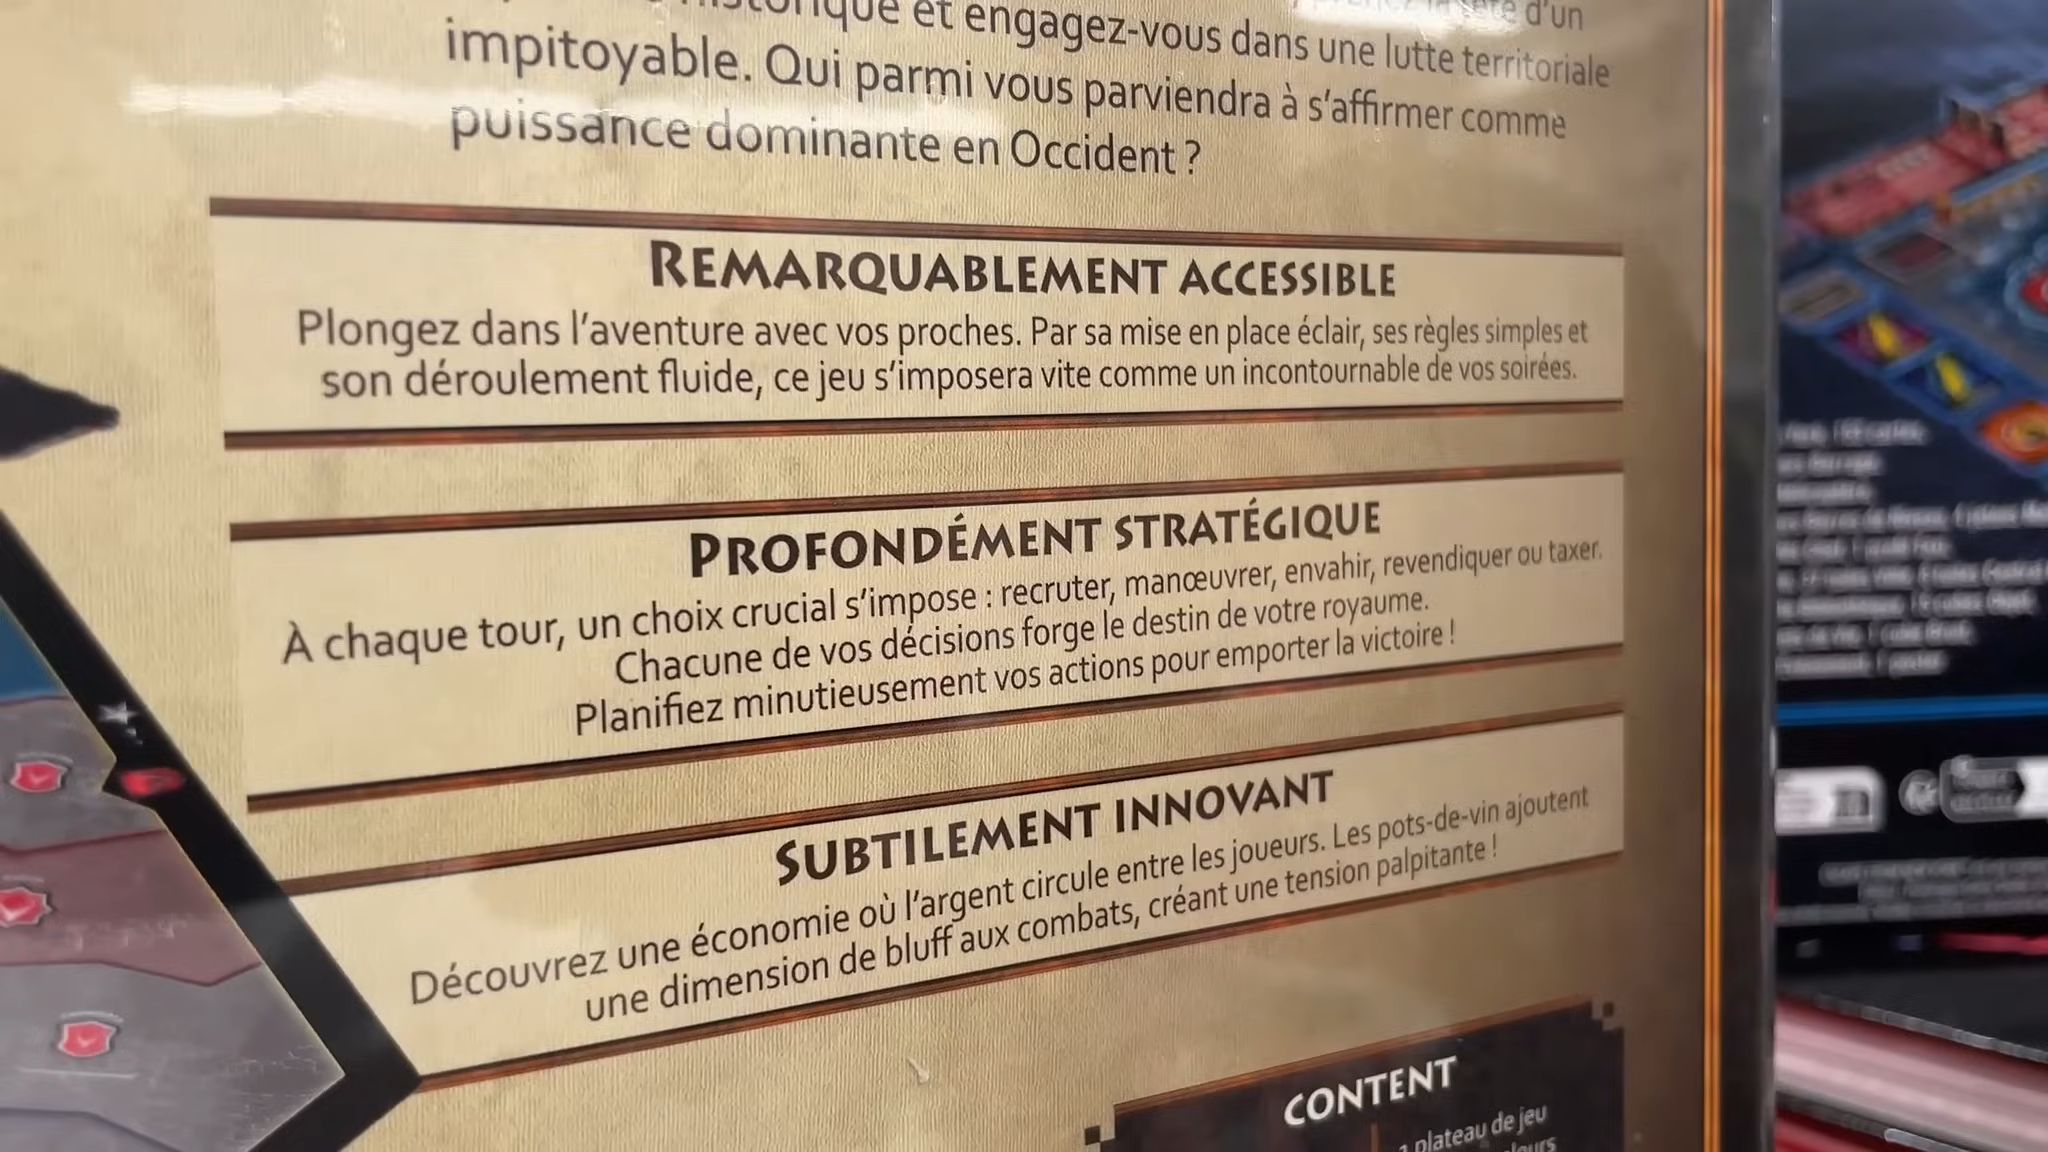 historique et engagez-vous dans une lutte territoriale
impitoyable. Qui parmi vous parviendra à s'affirmer comme
puissance dominante en Occident ?
REMARQUABLEMENT ACCESSIBLE
Plongez dans l'aventure avec vos proches. Par sa mise en place éclair, ses règles simples et
son déroulement fluide, ce jeu s'imposera vite comme un incontournable de vos soirées.
PROFONDÉMENT STRATÉGIQUE
À chaque tour, un choix crucial s'impose : recruter, manœuvrer, envahir, revendiquer ou taxer.
Chacune de vos décisions forge le destin de votre royaume.
Planifiez minutieusement vos actions pour emporter la victoire !
SUBTILEMENT INNOVANT
Découvrez une économie où l'argent circule entre les joueurs. Les pots-de-vin ajoutent
une dimension de bluff aux combats, créant une tension palpitante !
CONTENT
1 plateau de jeu